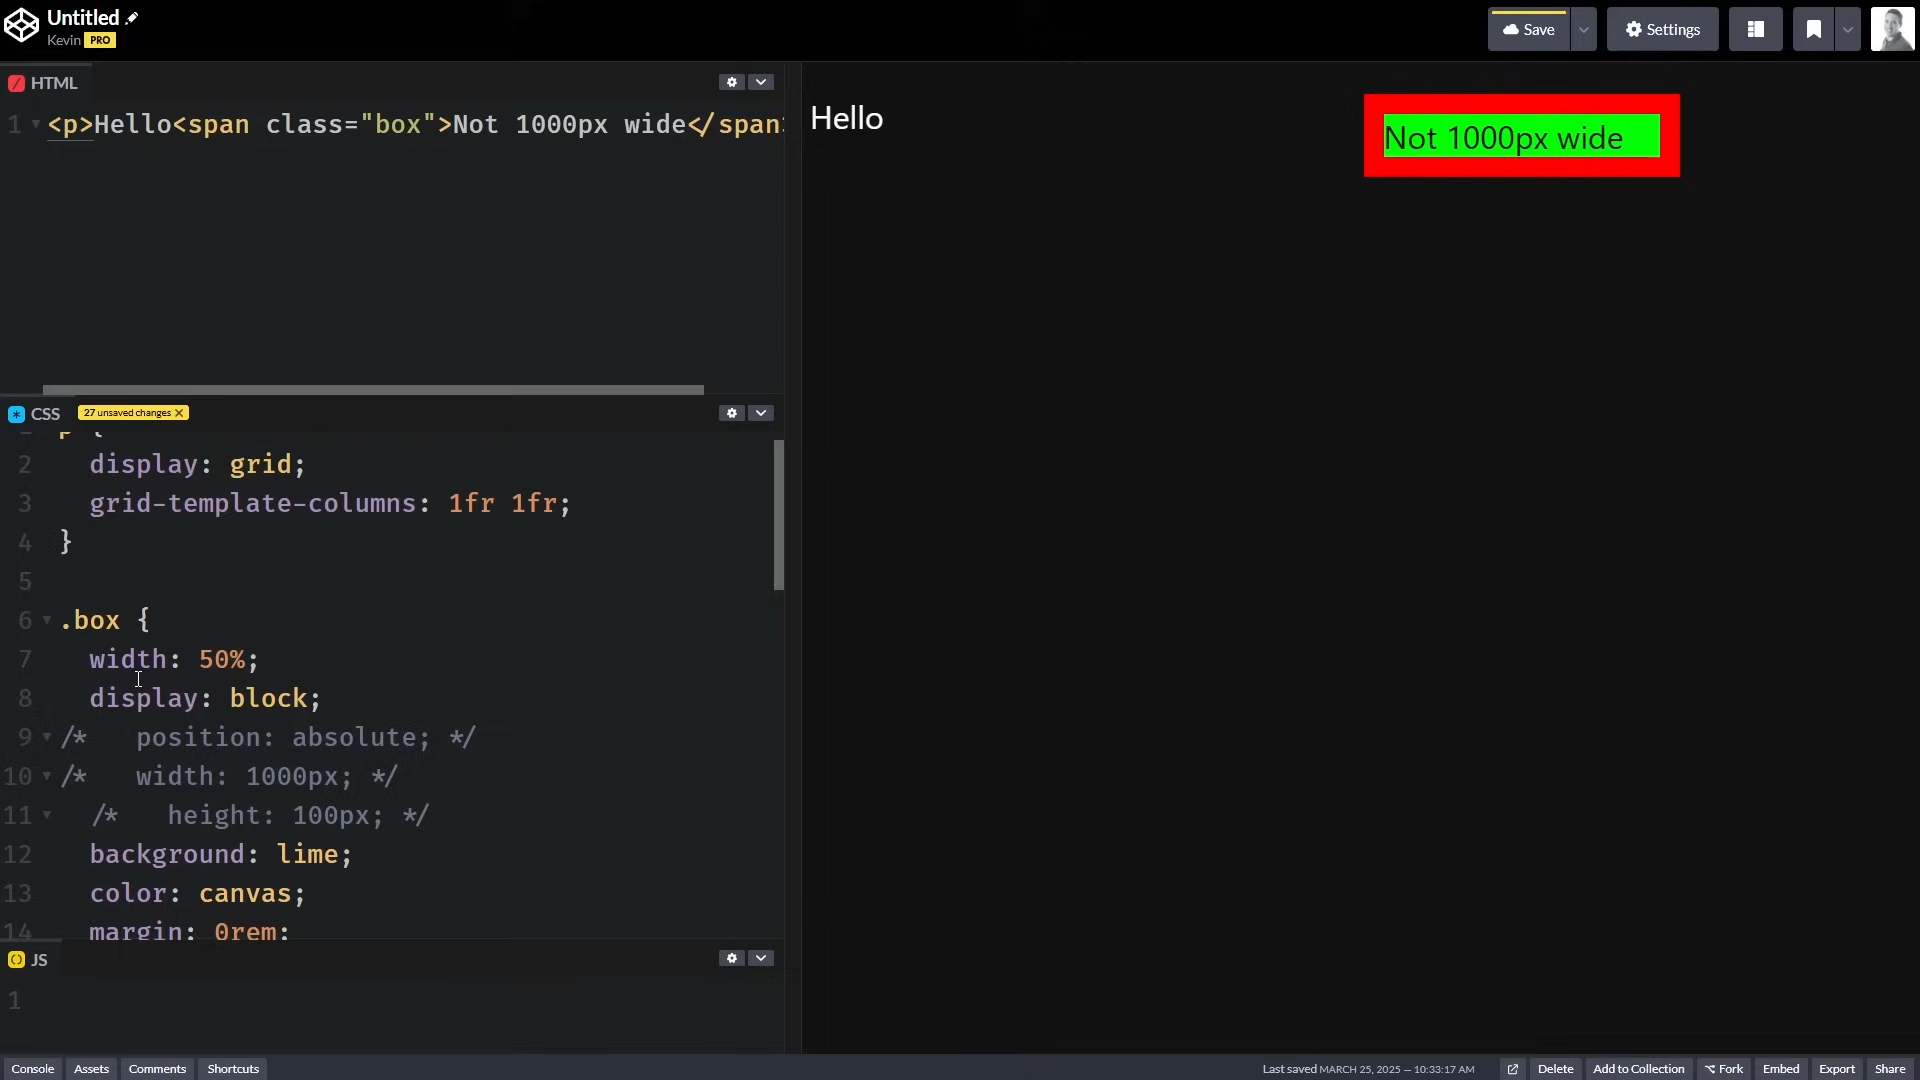 Untitled
Kevin PRO
Save
Settings
HTML
1 <p>Hello<span class="box">Not 1000px wide</span>
CSS 27 unsaved changes
2 display: grid;
3 grid-template-columns: 1fr 1fr;
4 }
5
6 .box {
7 width: 50%;
8 display: block;
9 /*   position: absolute; */
10 /*   width: 1000px; */
11 /*   height: 100px; */
12 background: lime;
13 color: canvas;
14 margin: 0rem;
JS
1
Hello
Not 1000px wide
Console Assets Comments Shortcuts
Last saved MARCH 25, 2025 — 10:33:17 AM
Delete Add to Collection Fork Embed Export Share